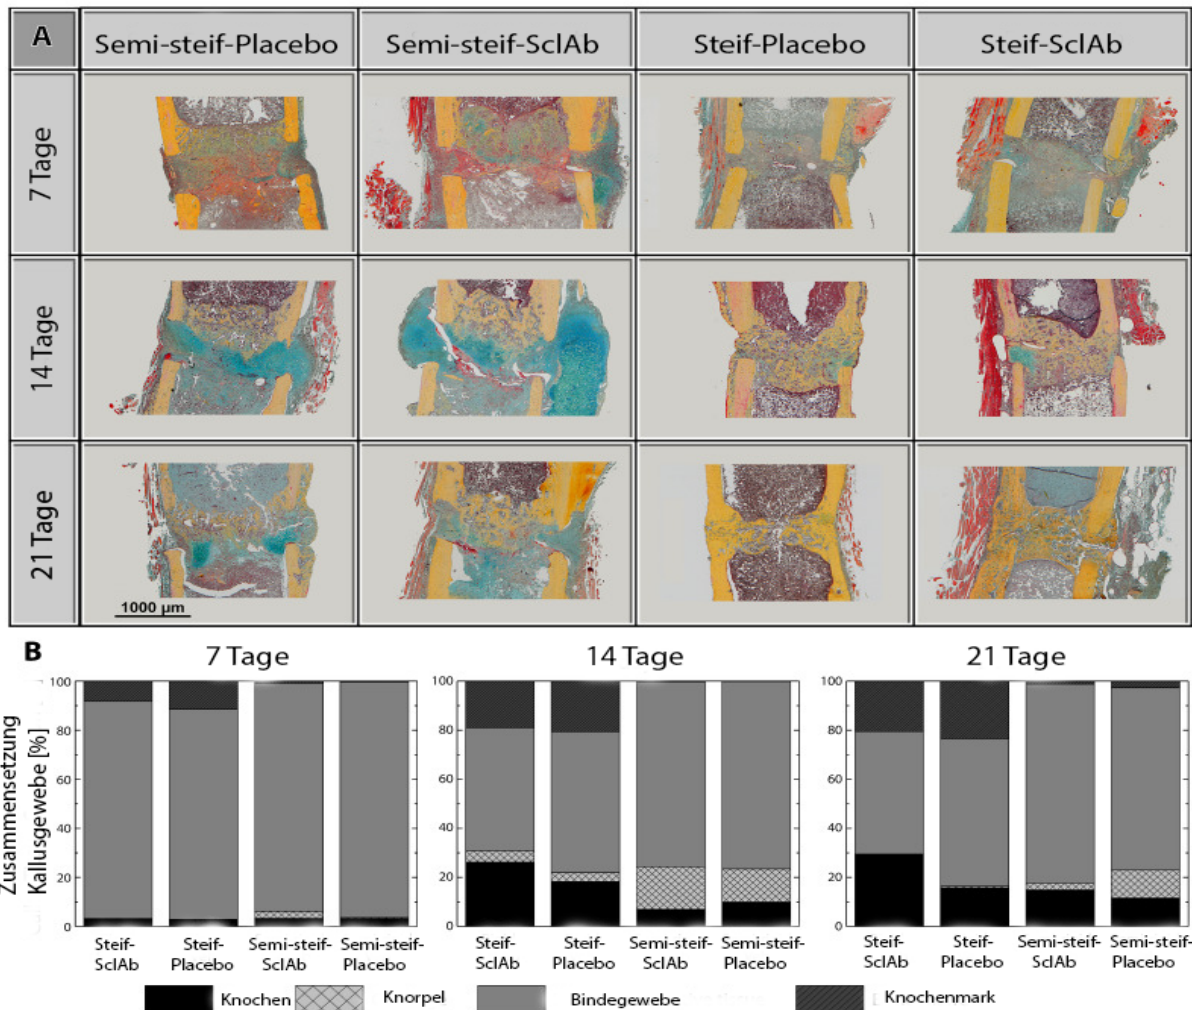 A
Semi-steif-Placebo
Semi-steif-SclAb
Steif-Placebo
Steif-SclAb
7 Tage
14 Tage
21 Tage
1000 µm
B
7 Tage
14 Tage
21 Tage
Zusammensetzung
Kallusgewebe [%]
100
80
60
40
20
0
100
80
60
40
20
0
100
80
60
40
20
0
Steif-
SclAb
Steif-
Placebo
Semi-steif-
SclAb
Semi-steif-
Placebo
Steif-
SclAb
Steif-
Placebo
Semi-steif-
SclAb
Semi-steif-
Placebo
Steif-
SclAb
Steif-
Placebo
Semi-steif-
SclAb
Semi-steif-
Placebo
Knochen
Knorpel
Bindegewebe
Knochenmark